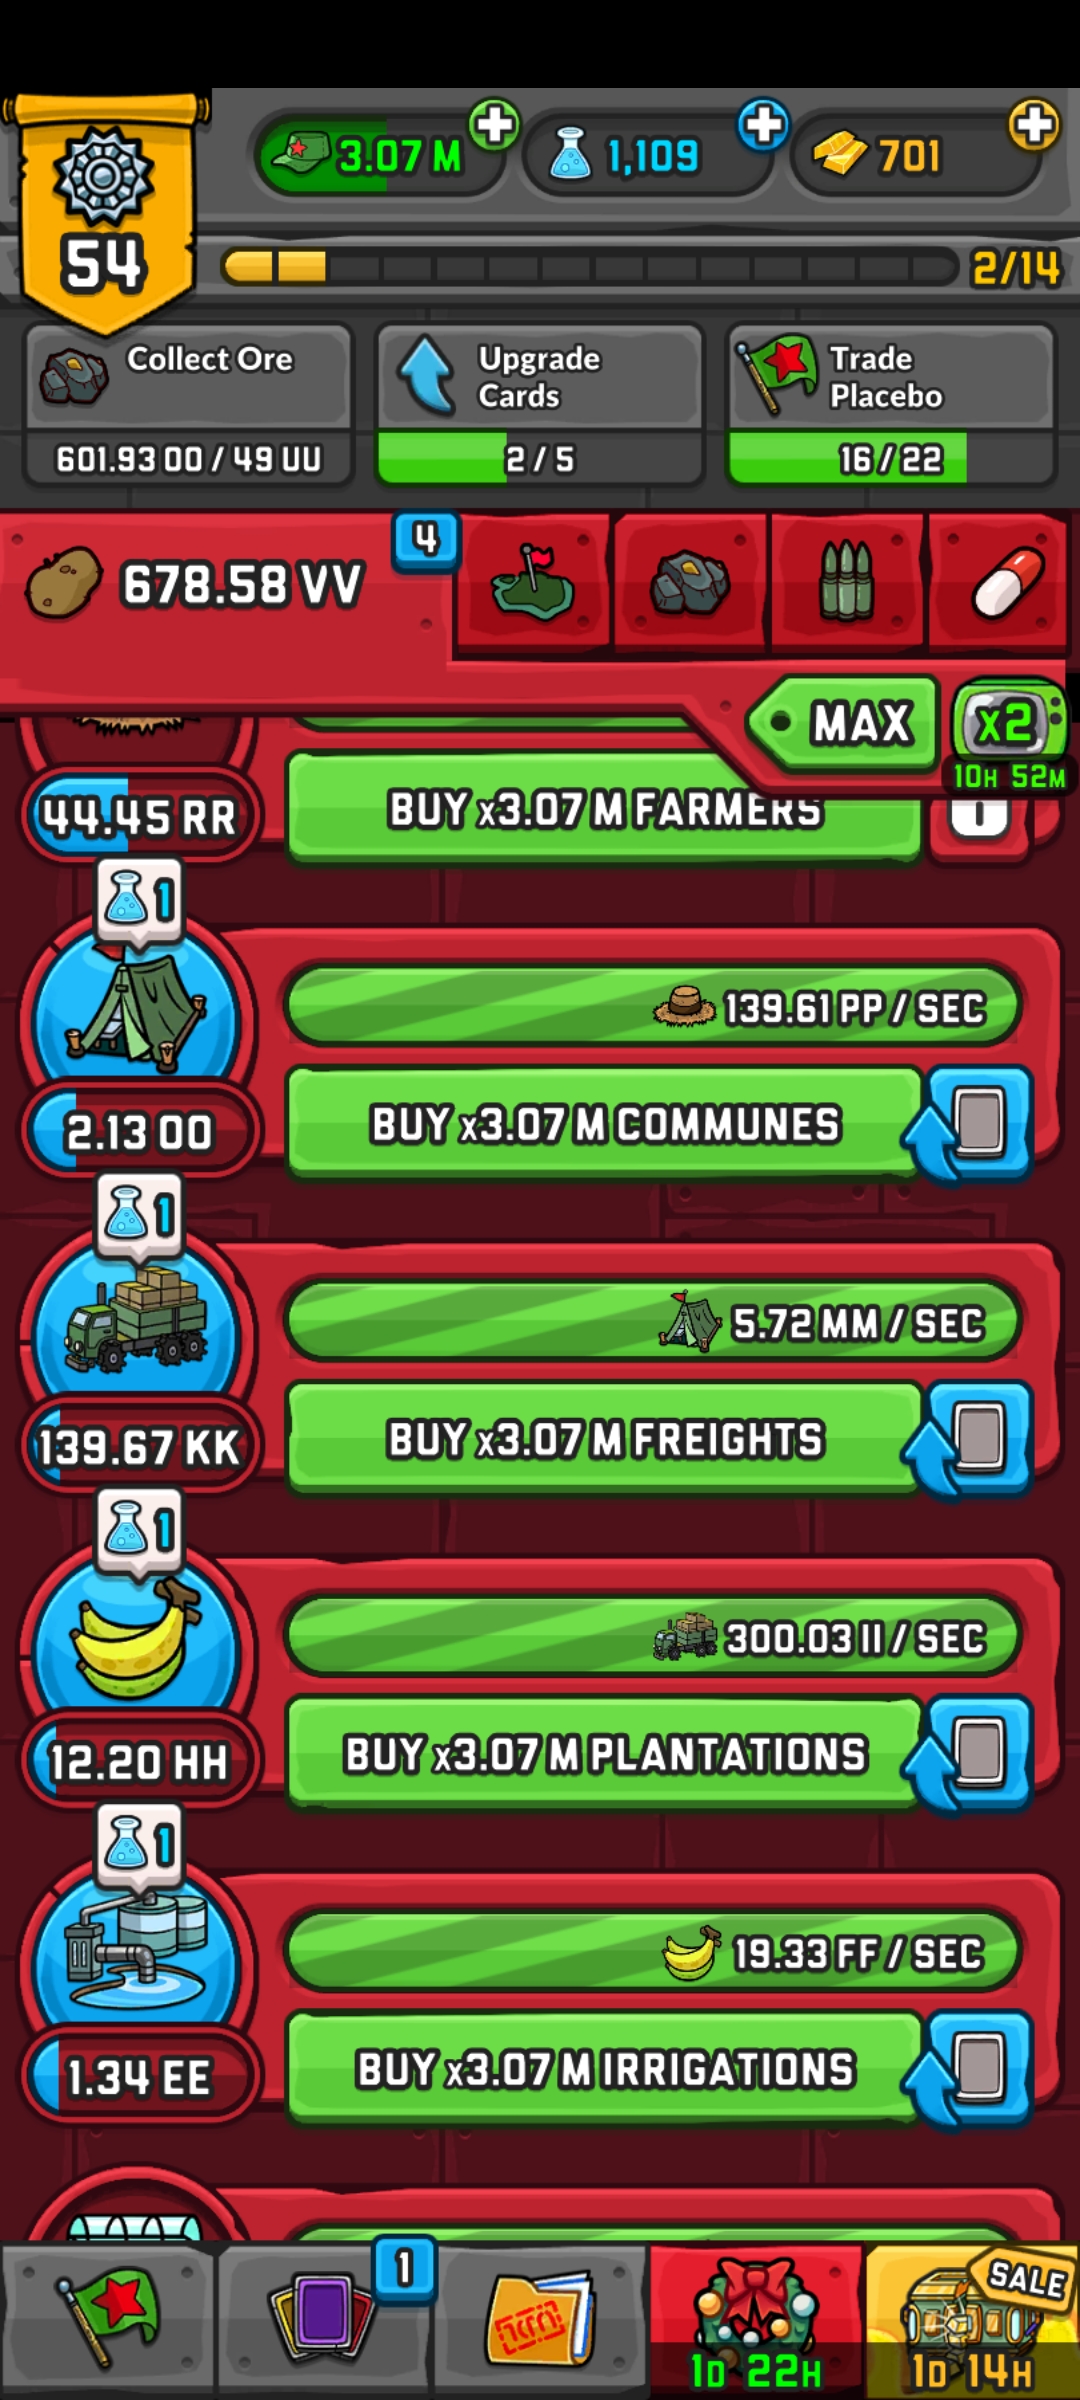 3.07 M
1,109
701
54
2/14
Collect Ore
Upgrade
Cards
Trade
Placebo
601.93 OO / 49 UU
2 / 5
16 / 22
678.58 VV
4
MAX
x2
10H 52M
44.45 RR
BUY x3.07 M FARMERS
1
139.61 PP / SEC
2.13 OO
BUY x3.07 M COMMUNES
1
5.72 MM / SEC
139.67 KK
BUY x3.07 M FREIGHTS
1
300.03 II / SEC
12.20 HH
BUY x3.07 M PLANTATIONS
1
19.33 FF / SEC
1.34 EE
BUY x3.07 M IRRIGATIONS
1
SALE
1D 22H
1D 14H